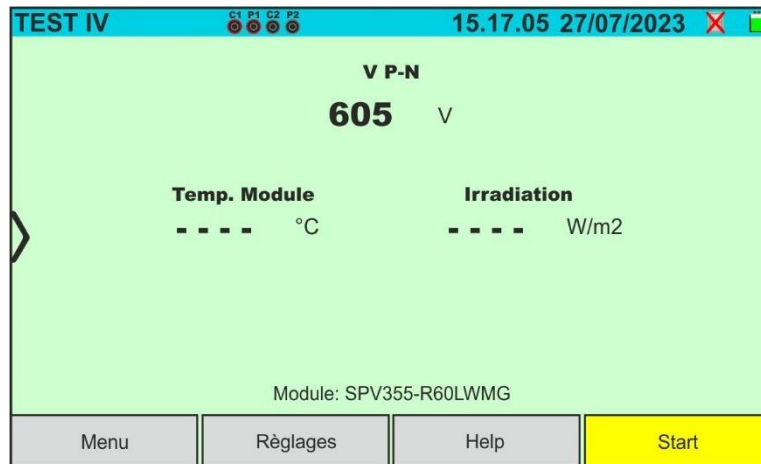 TEST IV C1 P1 C2 P2 15.17.05 27/07/2023
V P-N
605 V
Temp. Module Irradiation
- - - - °C - - - - W/m2
Module: SPV355-R60LWMG
Menu Règlages Help Start